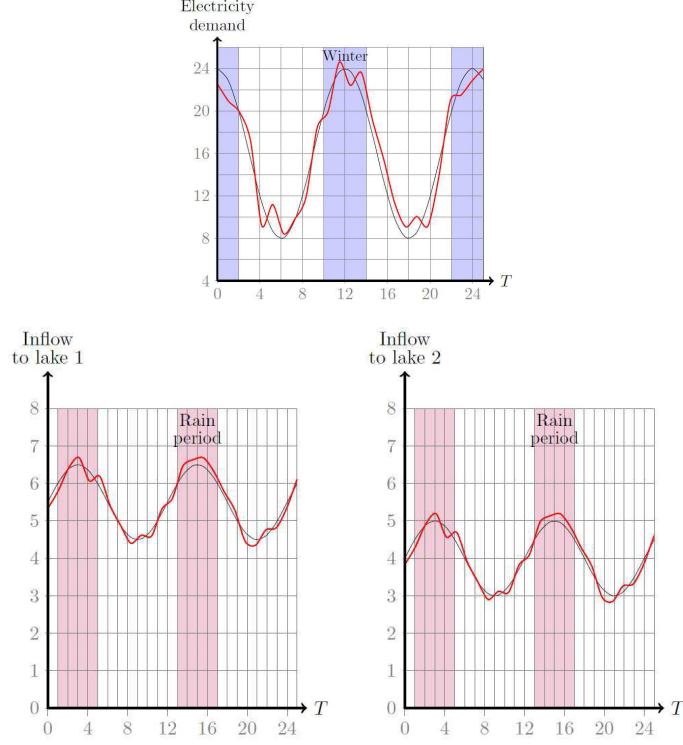 Electricity
demand
Winter
24
20
16
12
8
4
0 4 8 12 16 20 24 T
Inflow
to lake 1
8
Rain
period
7
6
5
4
3
2
1
0
0 4 8 12 16 20 24 T
Inflow
to lake 2
8
Rain
period
7
6
5
4
3
2
1
0
0 4 8 12 16 20 24 T